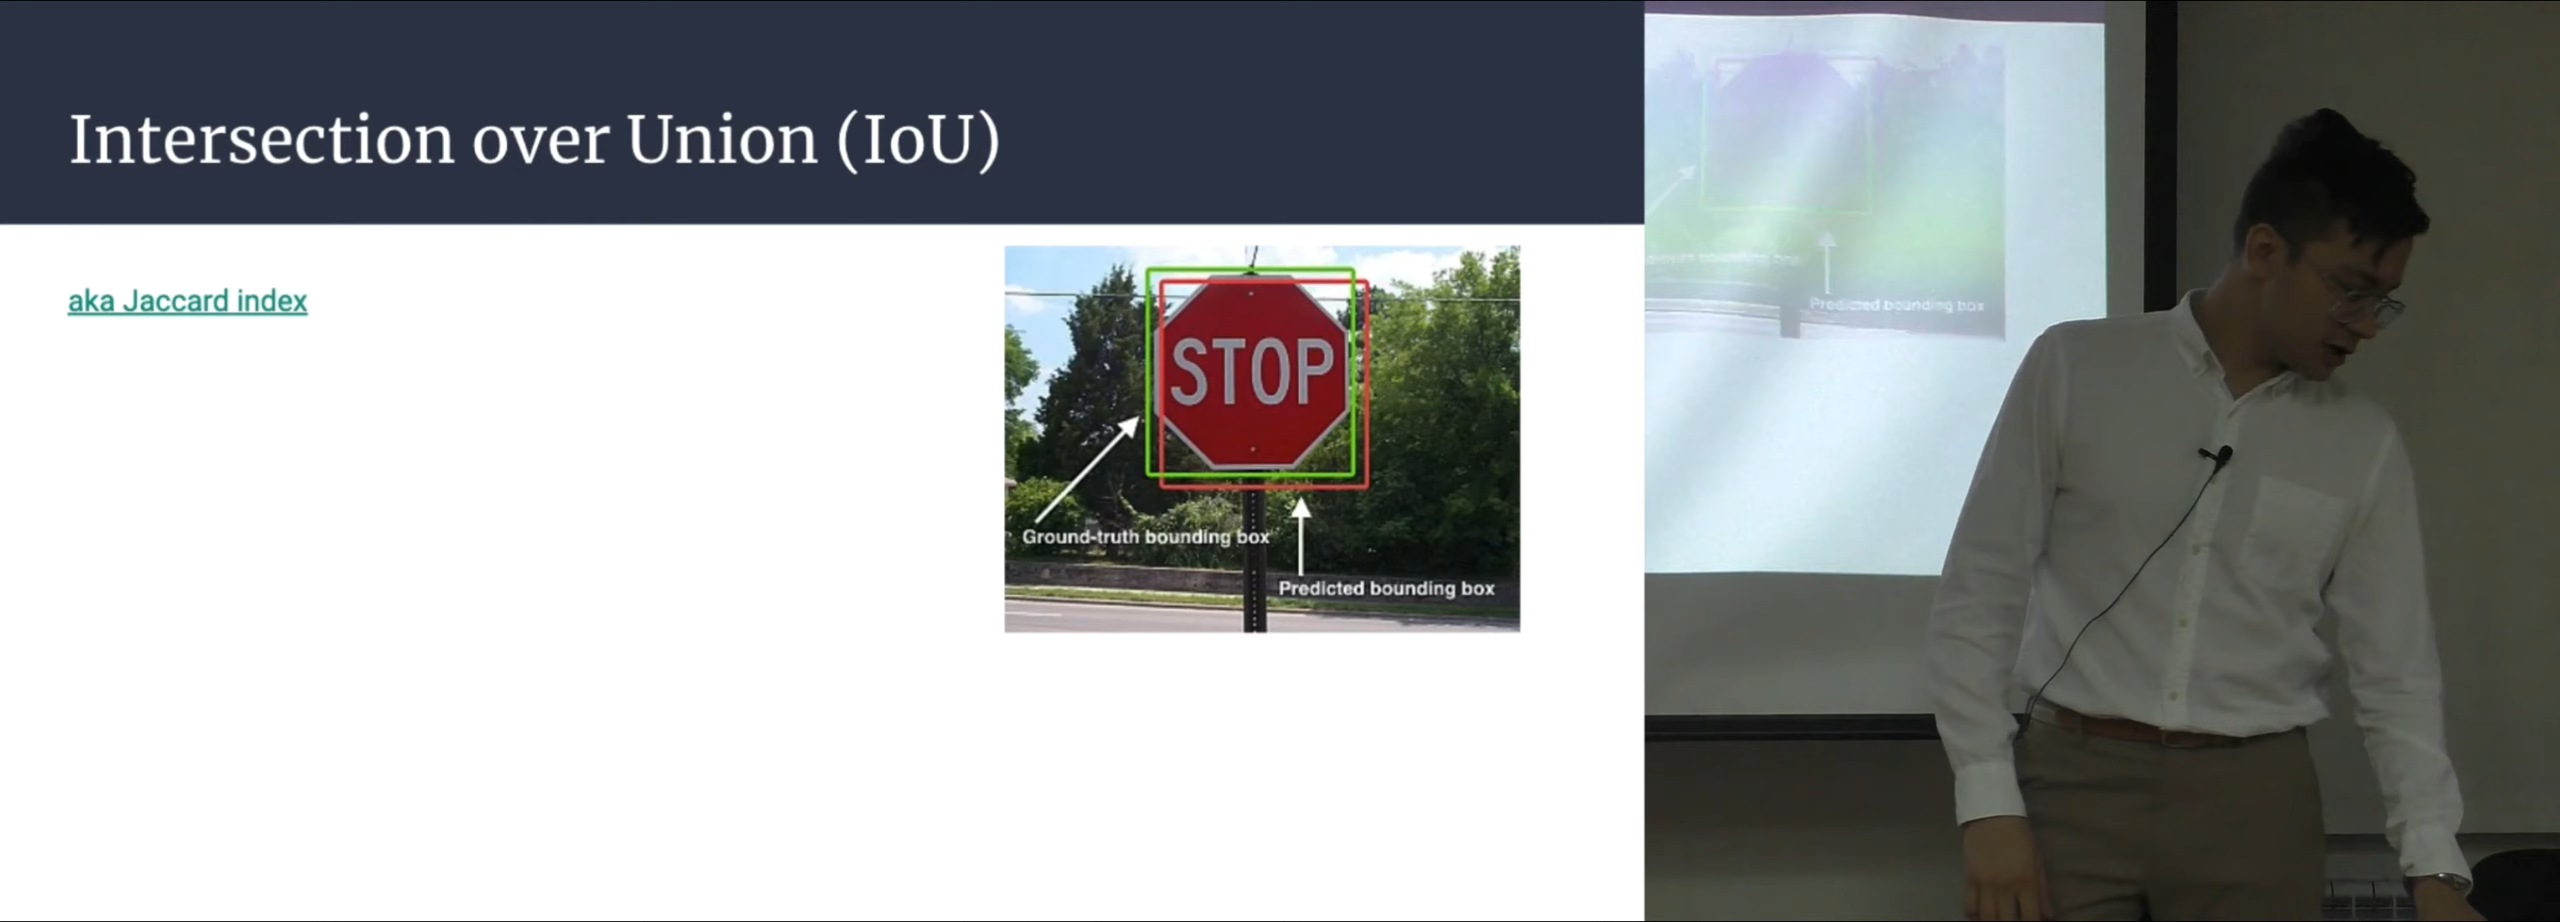 Intersection over Union (IoU)
aka Jaccard index
STOP
Ground-truth bounding box
Predicted bounding box
Predicted bounding box